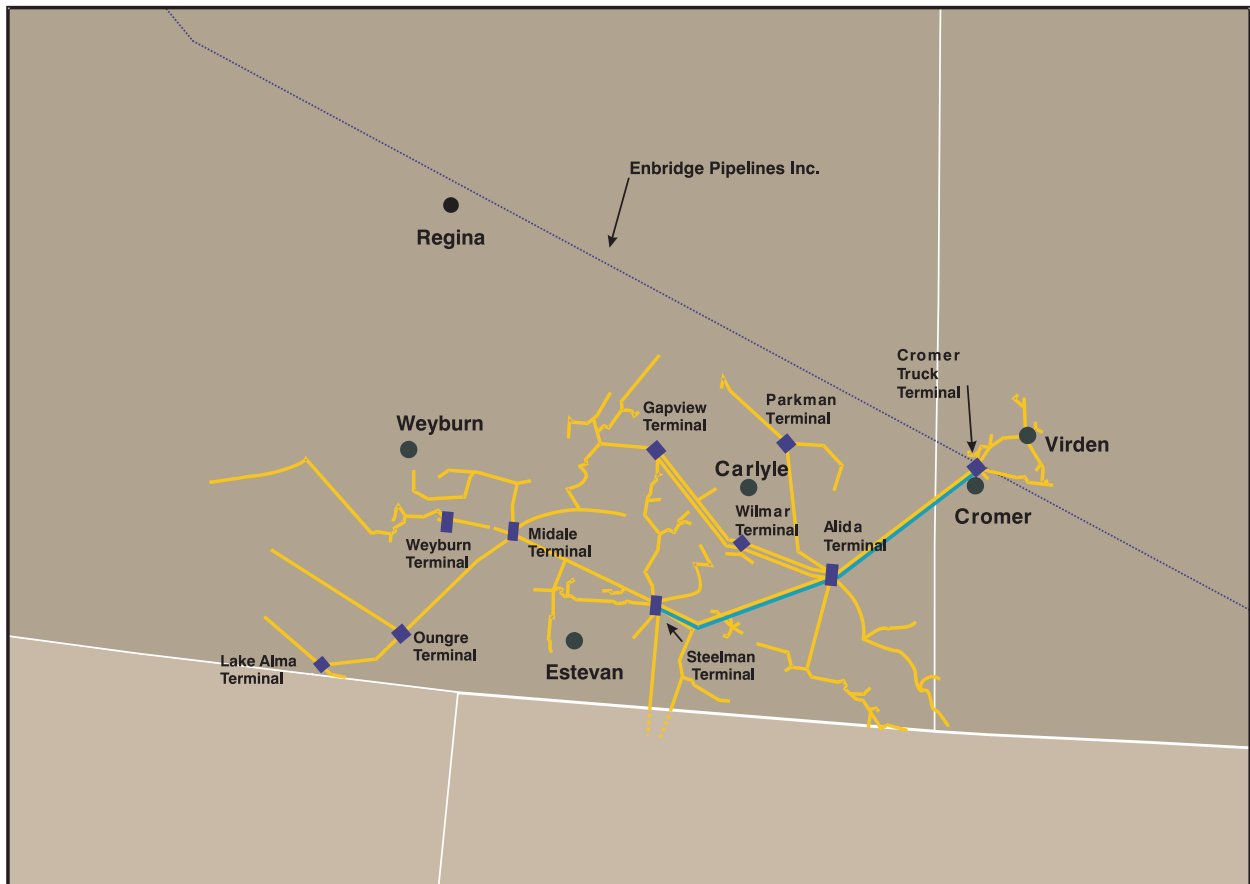 Enbridge Pipelines Inc.
Regina
Cromer
Truck
Terminal
Gapview
Terminal
Parkman
Terminal
Weyburn
Virden
Carlyle
Wilmar
Terminal
Cromer
Alida
Terminal
Midale
Terminal
Weyburn
Terminal
Oungre
Terminal
Lake Alma
Terminal
Estevan
Steelman
Terminal